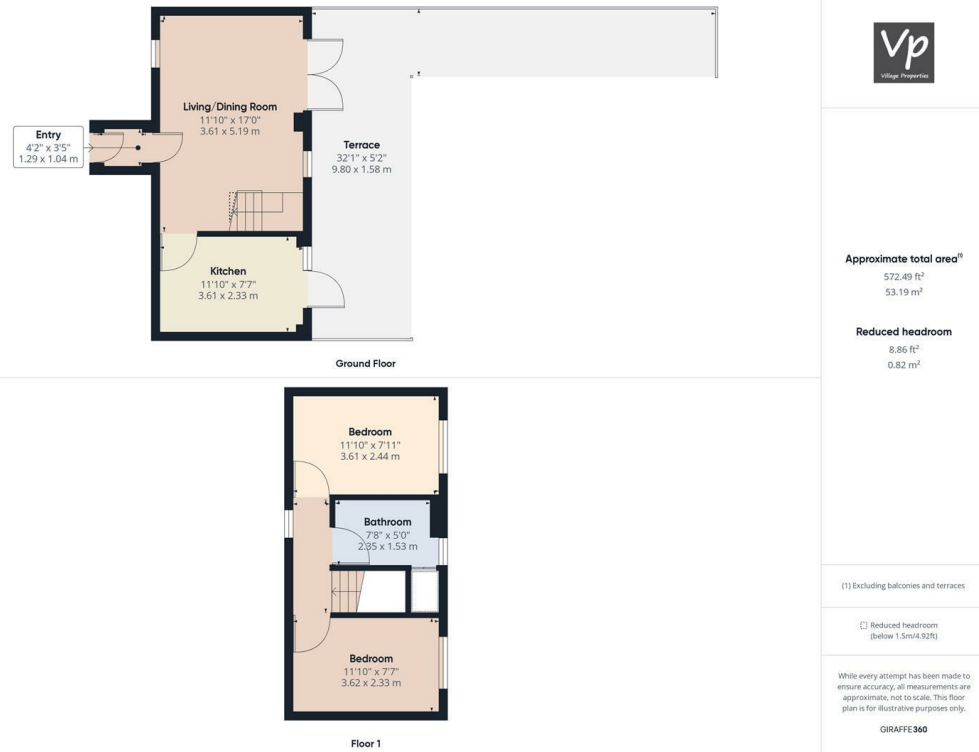 Living/Dining Room
11'10" x 17'0"
3.61 x 5.19 m
Entry
4'2" x 3'5"
1.29 x 1.04 m
Terrace
32'1" x 5'2"
9.80 x 1.58 m
Kitchen
11'10" x 7'7"
3.61 x 2.33 m
Ground Floor
Bedroom
11'10" x 7'11"
3.61 x 2.44 m
Bathroom
7'8" x 5'0"
2.35 x 1.53 m
Bedroom
11'10" x 7'7"
3.62 x 2.33 m
Floor 1
Vp
Village Properties
Approximate total area(1)
572.49 ft²
53.19 m²
Reduced headroom
8.86 ft²
0.82 m²
(1) Excluding balconies and terraces
Reduced headroom
(below 1.5m/4.92ft)
While every attempt has been made to
ensure accuracy, all measurements are
approximate, not to scale. This floor
plan is for illustrative purposes only.
GIRAFFE360